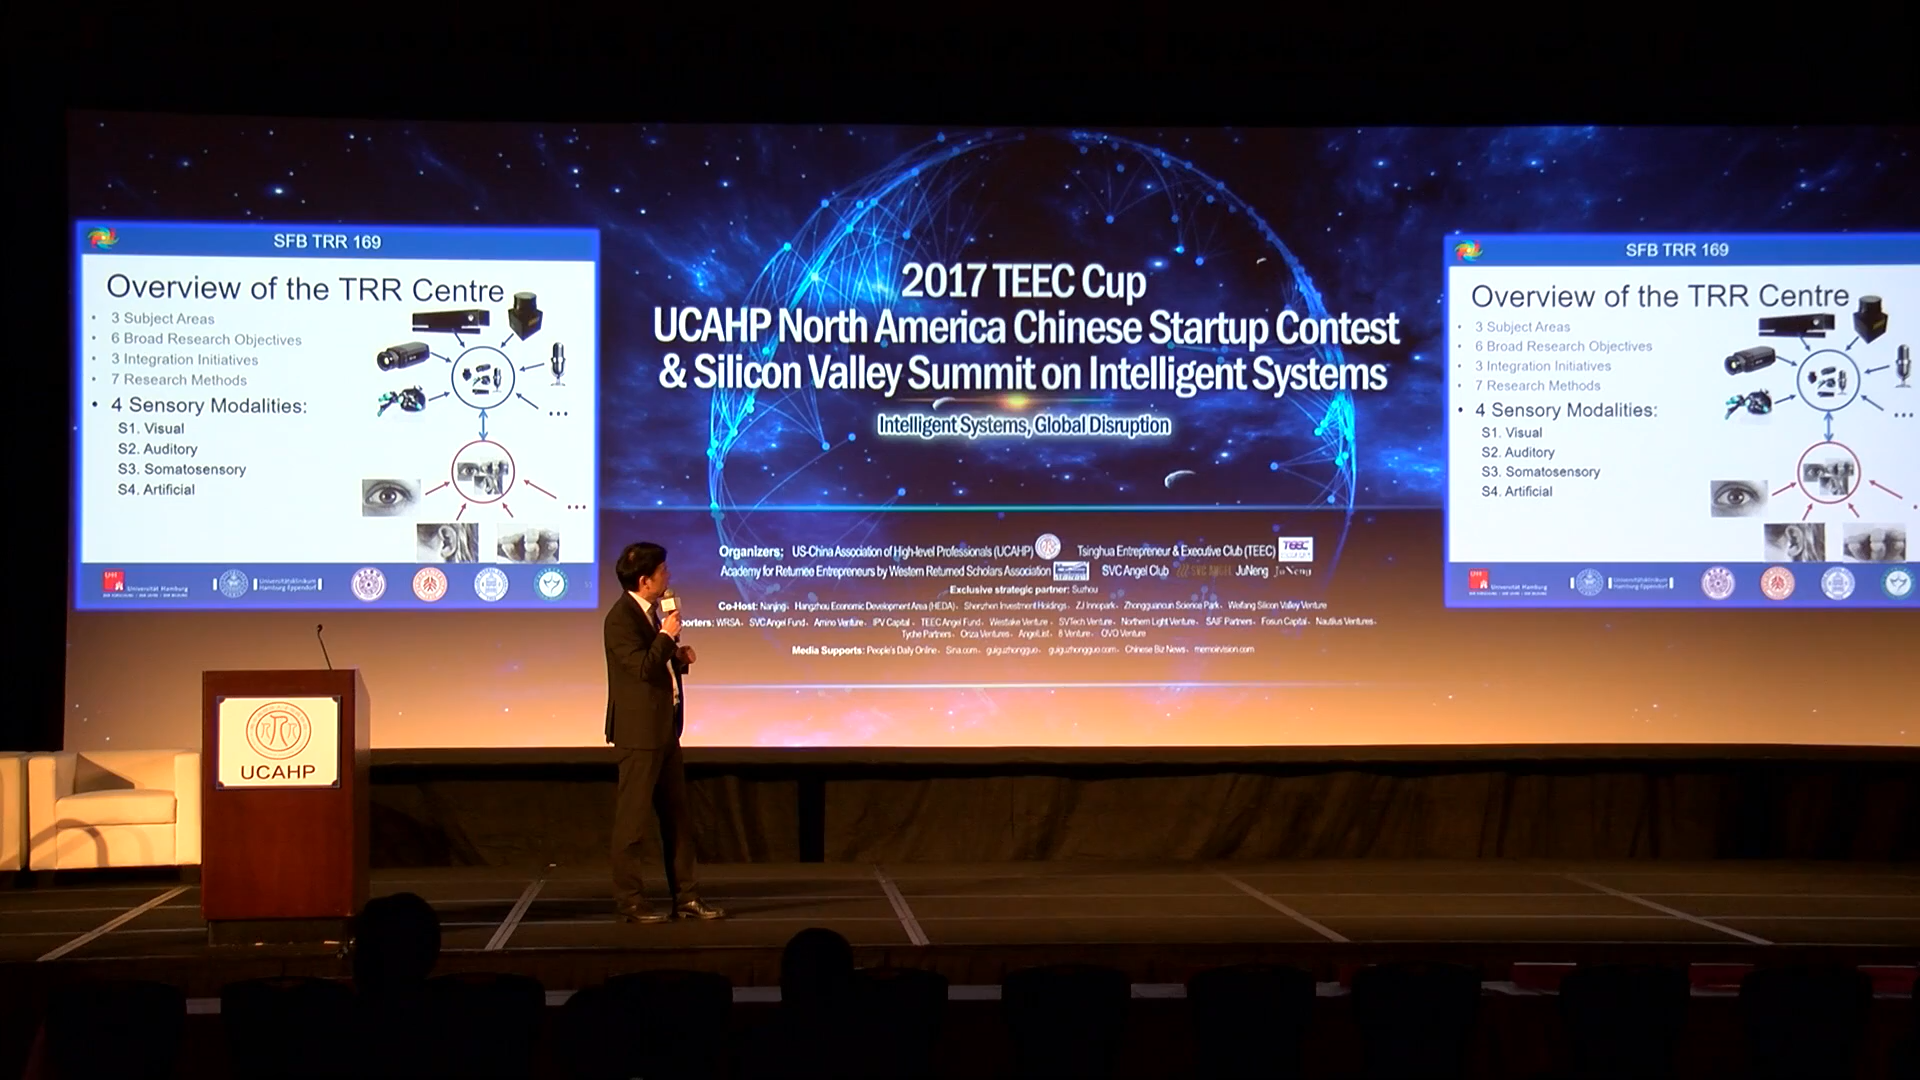 SFB TRR 169
Overview of the TRR Centre
• 3 Subject Areas
• 6 Broad Research Objectives
• 3 Integration Initiatives
• 7 Research Methods
• 4 Sensory Modalities:
S1. Visual
S2. Auditory
S3. Somatosensory
S4. Artificial
...
...
Universität Hamburg
Universitätsklinikum
Hamburg-Eppendorf
2017 TEEC Cup
UCAHP North America Chinese Startup Contest
& Silicon Valley Summit on Intelligent Systems
Intelligent Systems, Global Disruption
Organizers: US-China Association of High-level Professionals (UCAHP) Tsinghua Entrepreneur & Executive Club (TEEC) TEEC
Academy for Returnee Entrepreneurs by Western Returned Scholars Association SVC Angel Club SVC ANGEL JuNeng JuNeng
Exclusive strategic partner: Suzhou
Co-Host: Nanjing, Hangzhou Economic Development Area (HEDA), Shenzhen Investment Holdings, ZJ Innopark, Zhongguancun Science Park, Weifang Silicon Valley Venture
porters: WRSA, SVC Angel Fund, Amino Venture, IPV Capital, TEEC Angel Fund, Westlake Venture, SVTech Venture, Northern Light Venture, SAIF Partners, Fosun Capital, Nautilus Ventures,
Tyche Partners, Oriza Ventures, AngelList, 8 Venture, OVO Venture
Media Supports: People's Daily Online, Sina.com, guiguzhongguo, guiguzhongguo.com, Chinese Biz News, memoirvision.com
SFB TRR 169
Overview of the TRR Centre
• 3 Subject Areas
• 6 Broad Research Objectives
• 3 Integration Initiatives
• 7 Research Methods
• 4 Sensory Modalities:
S1. Visual
S2. Auditory
S3. Somatosensory
S4. Artificial
...
Universität Hamburg
Universitätsklinikum
Hamburg-Eppendorf
UCAHP